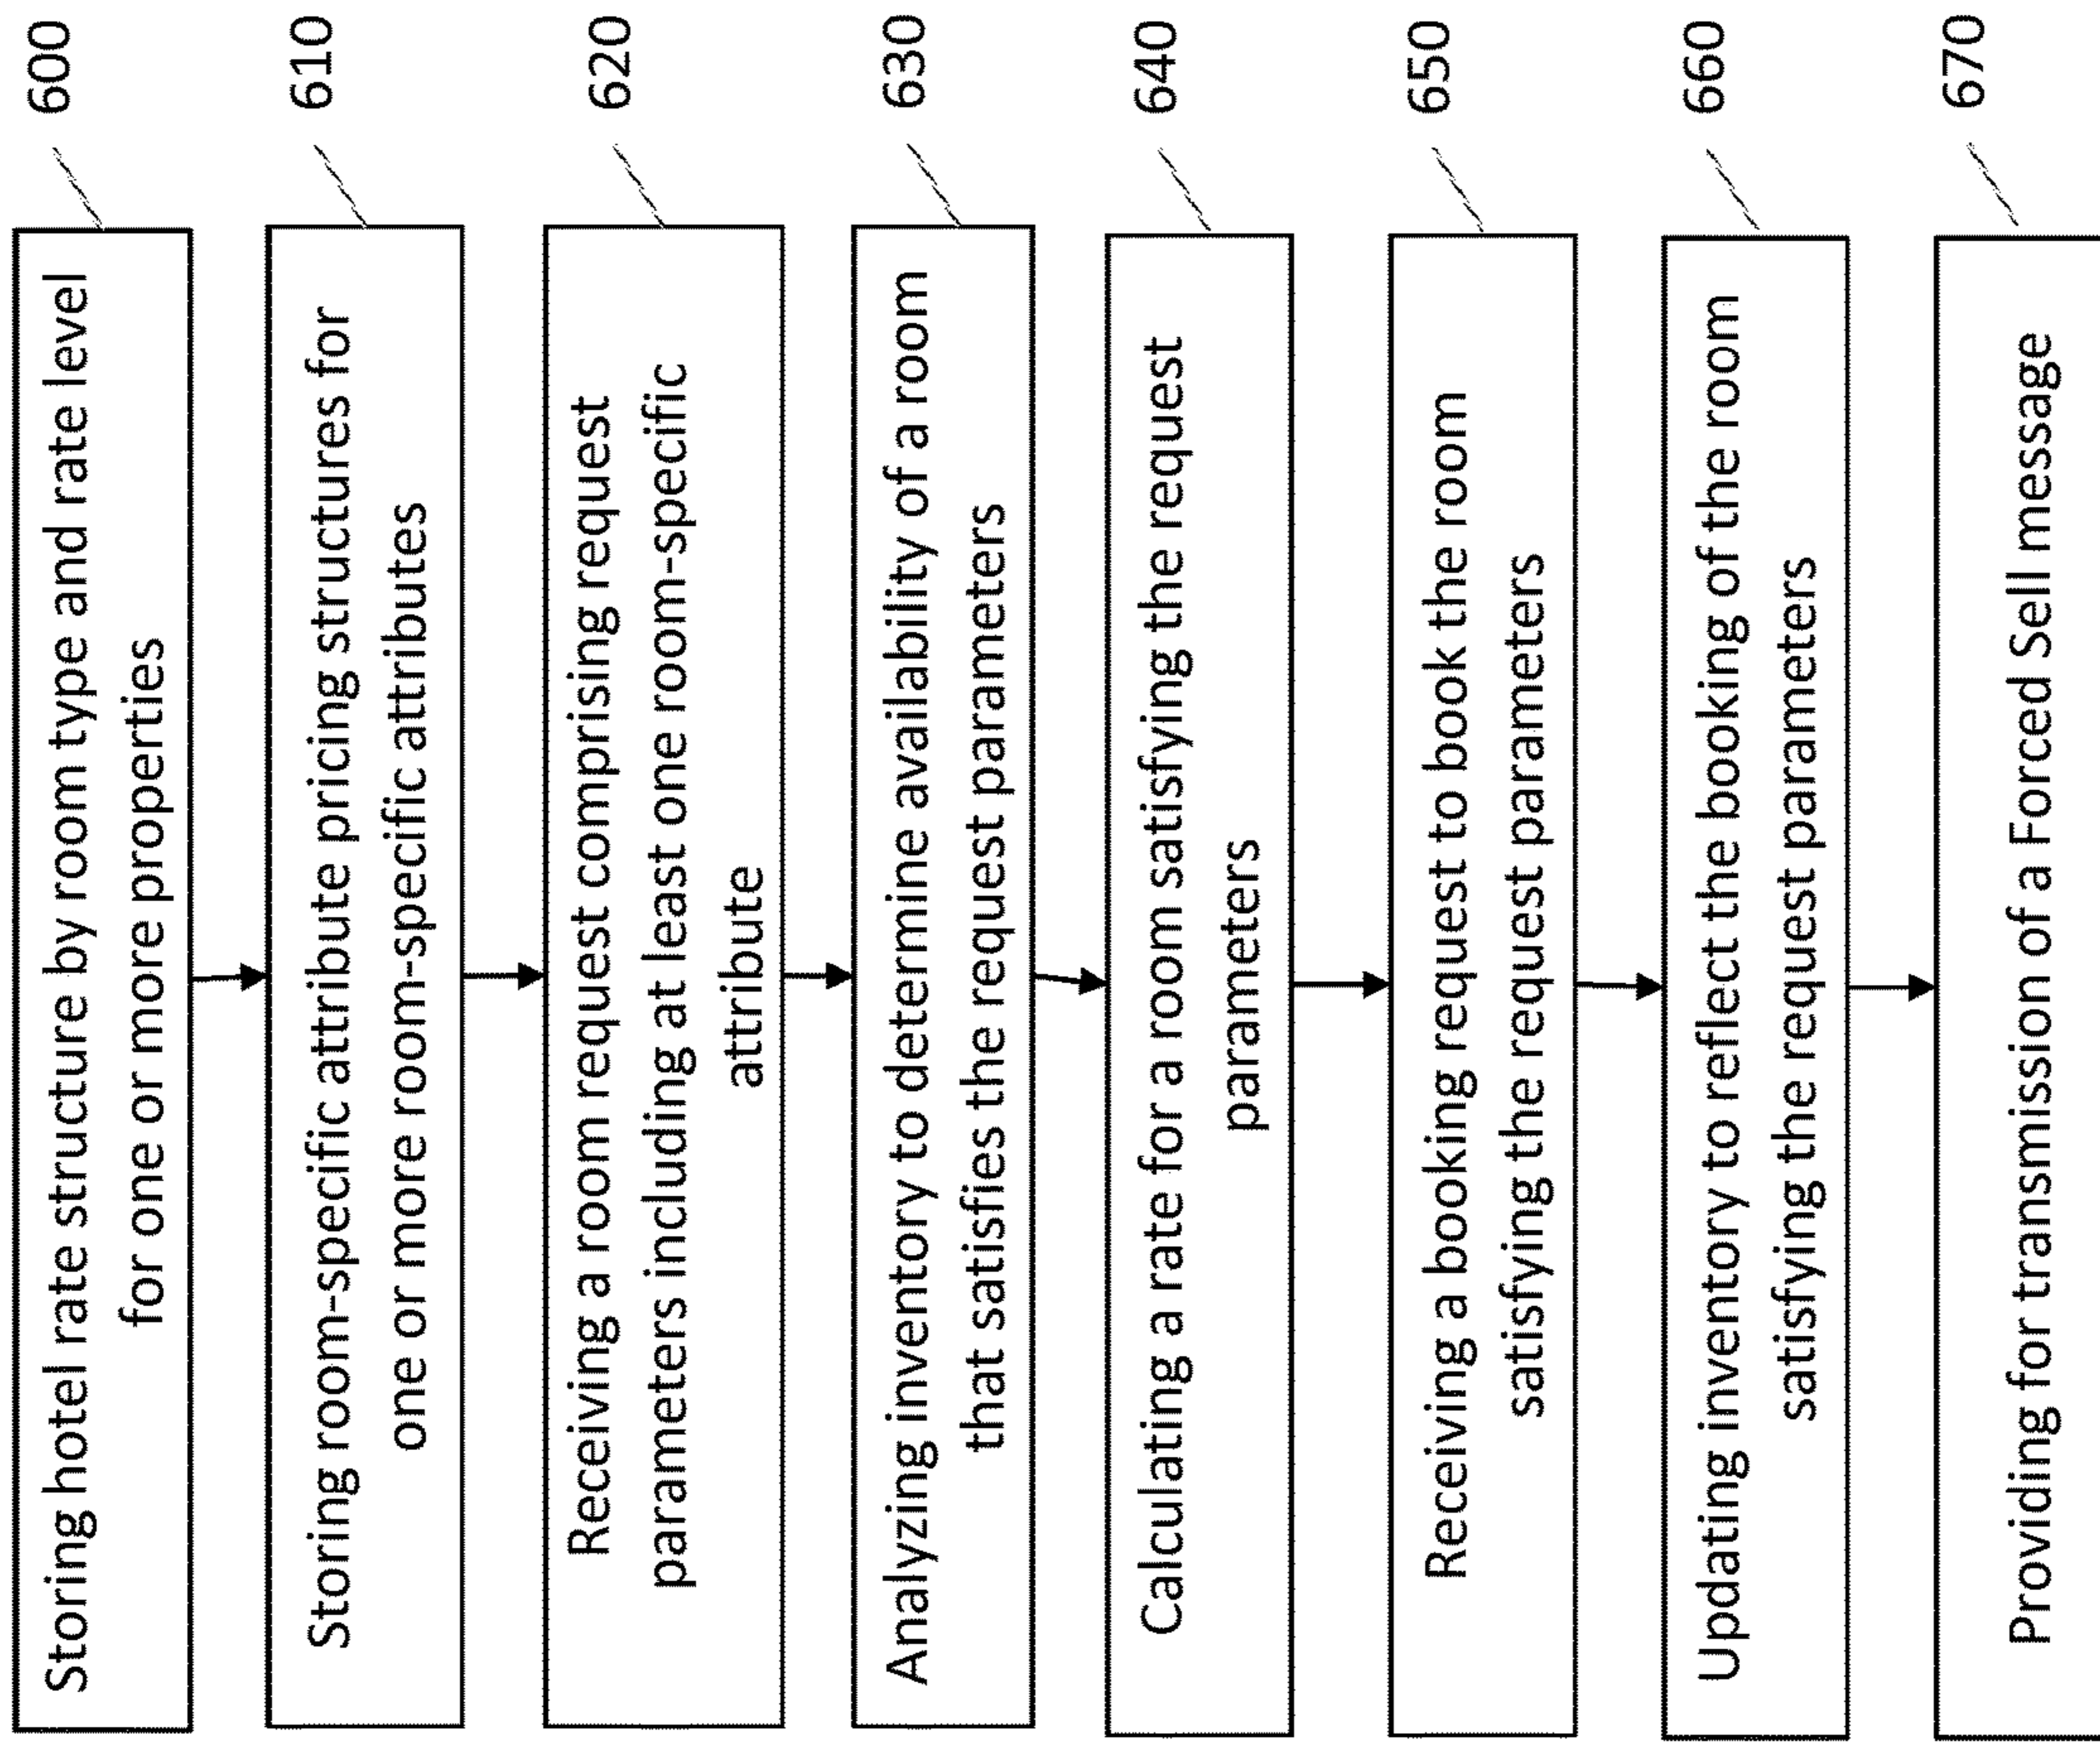 Storing hotel rate structure by room type and rate level
for one or more properties
600
Storing room-specific attribute pricing structures for
one or more room-specific attributes
610
Receiving a room request comprising request
parameters including at least one room-specific
attribute
620
Analyzing inventory to determine availability of a room
that satisfies the request parameters
630
Calculating a rate for a room satisfying the request
parameters
640
Receiving a booking request to book the room
satisfying the request parameters
650
Updating inventory to reflect the booking of the room
satisfying the request parameters
660
Providing for transmission of a Forced Sell message
670